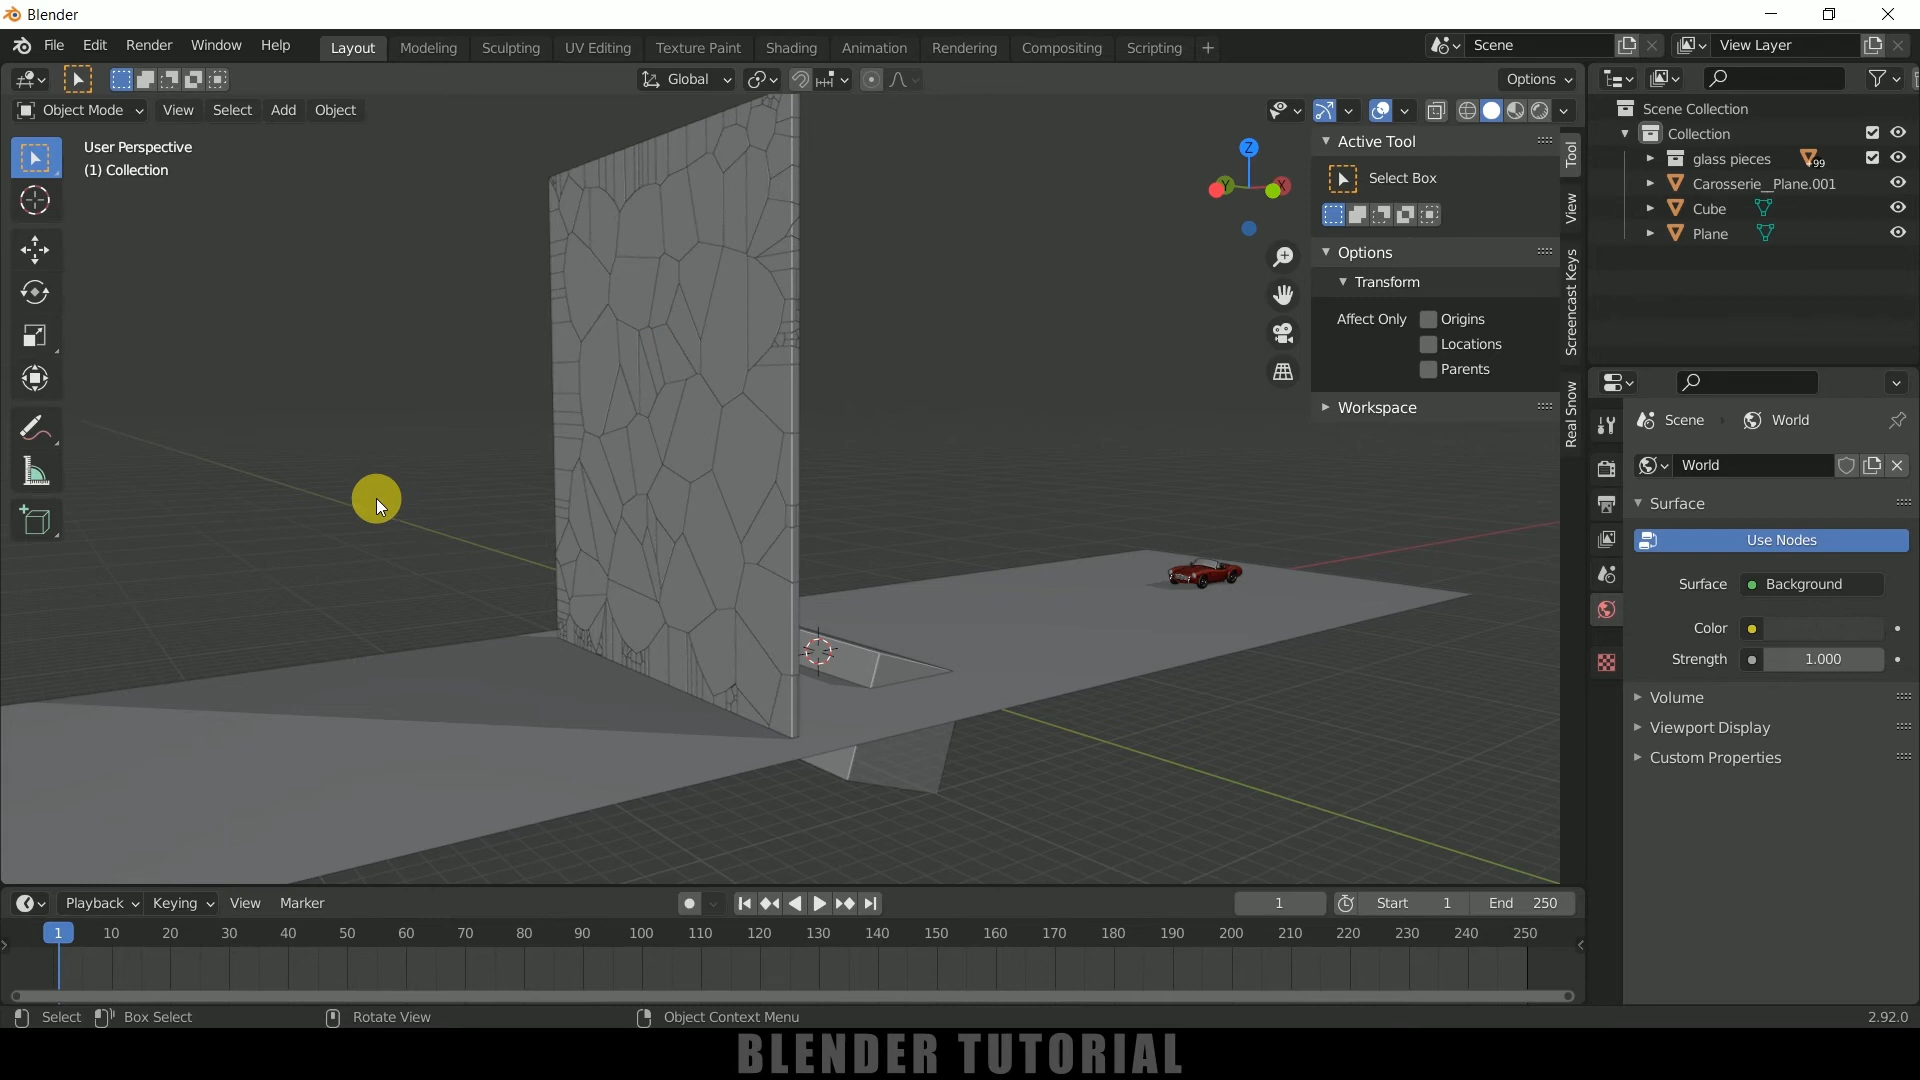 Blender
File Edit Render Window Help Layout Modeling Sculpting UV Editing Texture Paint Shading Animation Rendering Compositing Scripting + Scene View Layer
Global Options
Object Mode View Select Add Object
User Perspective
(1) Collection
Z
Y X
Active Tool
Select Box
Options
Transform
Affect Only Origins
Locations
Parents
Workspace
Tool
View
Screencast Keys
Real Snow
Scene Collection
Collection
glass pieces 99
Carosserie_Plane.001
Cube
Plane
Scene › World
World
Surface
Use Nodes
Surface Background
Color
Strength 1.000
Volume
Viewport Display
Custom Properties
Playback Keying View Marker 1 Start 1 End 250
1 10 20 30 40 50 60 70 80 90 100 110 120 130 140 150 160 170 180 190 200 210 220 230 240 250
Select Box Select Rotate View Object Context Menu 2.92.0
BLENDER TUTORIAL